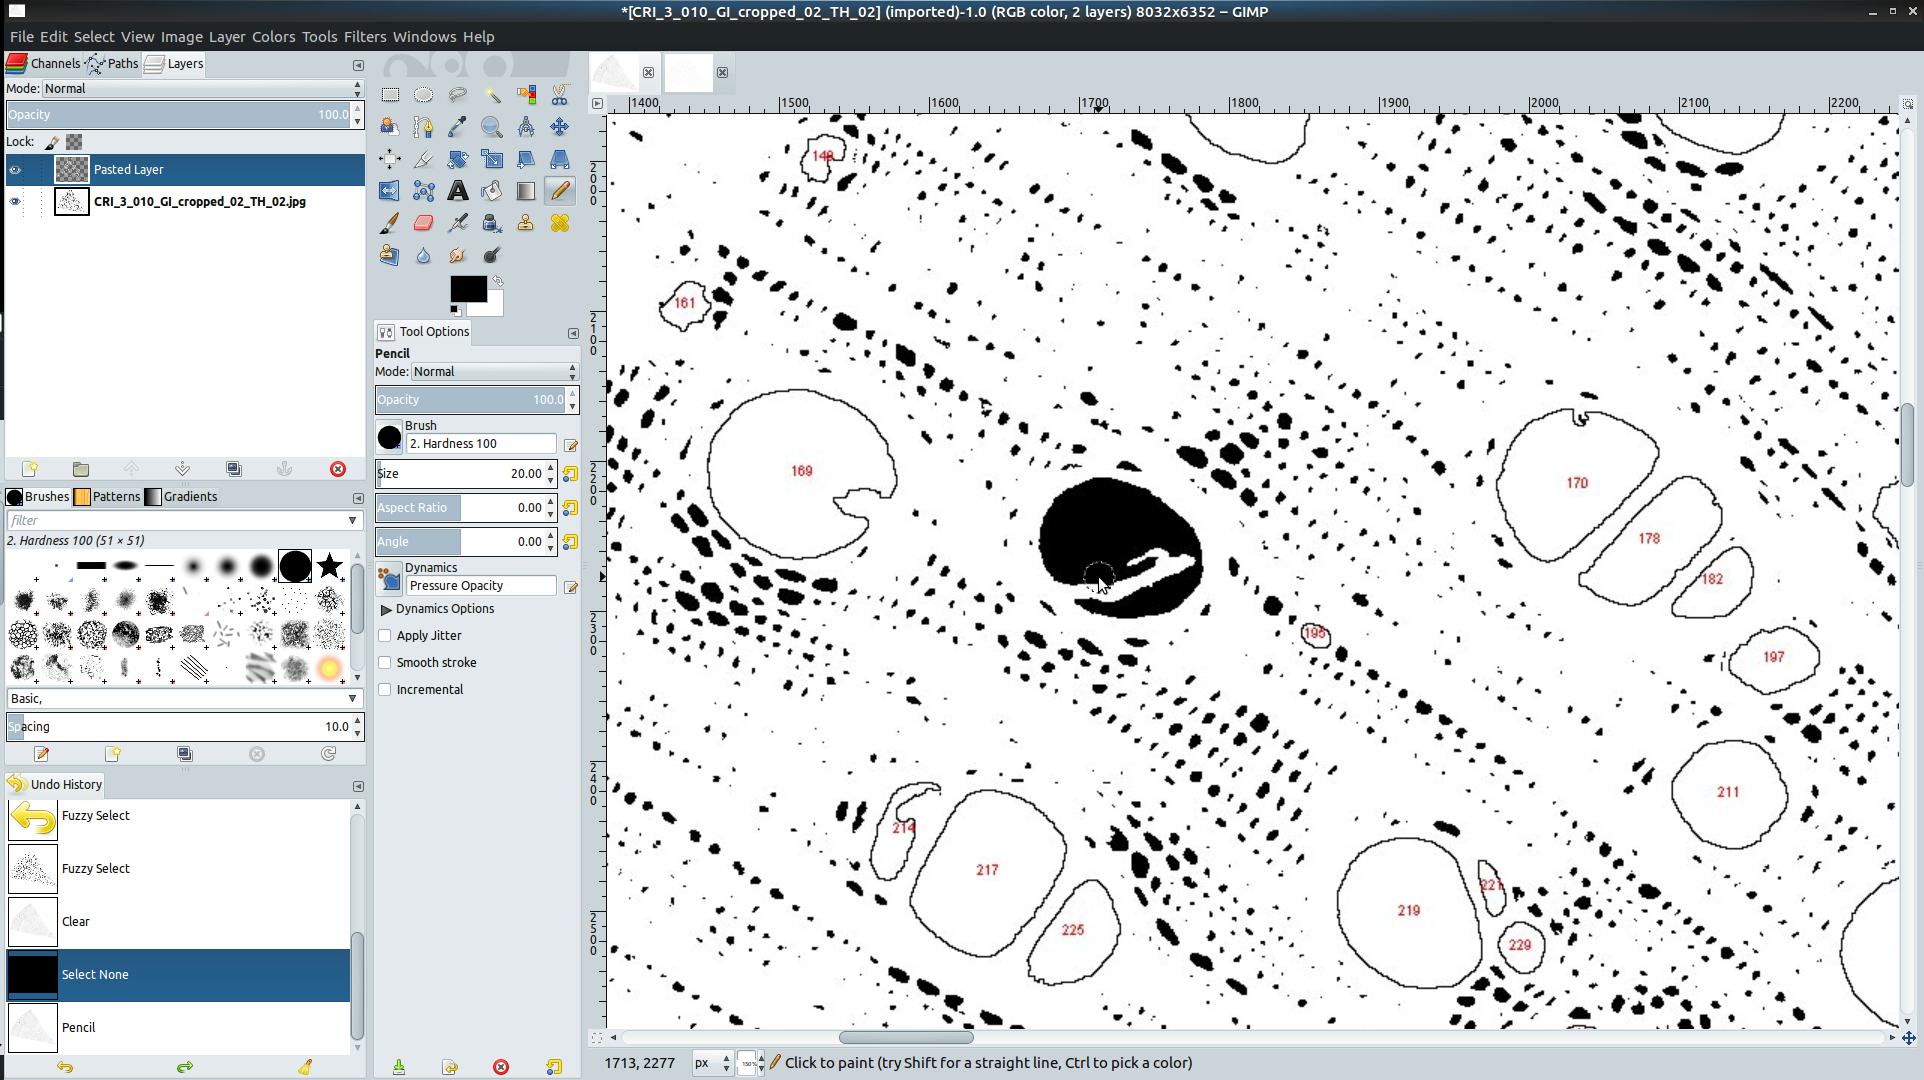 *[CRI_3_010_GI_cropped_02_TH_02] (imported)-1.0 (RGB color, 2 layers) 8032x6352 – GIMP
File Edit Select View Image Layer Colors Tools Filters Windows Help
Channels Paths Layers
Mode: Normal
Opacity 100.0
Lock:
Pasted Layer
CRI_3_010_GI_cropped_02_TH_02.jpg
Brushes Patterns Gradients
filter
2. Hardness 100 (51 × 51)
Basic,
Spacing 10.0
Undo History
Fuzzy Select
Fuzzy Select
Clear
Select None
Pencil
Tool Options
Pencil
Mode: Normal
Opacity 100.0
Brush
2. Hardness 100
Size 20.00
Aspect Ratio 0.00
Angle 0.00
Dynamics
Pressure Opacity
Dynamics Options
Apply Jitter
Smooth stroke
Incremental
1400 1500 1600 1700 1800 1900 2000 2100 2200
2000
2100
2200
2300
2400
2500
148
161
169
170
178
182
195
197
211
214
217
219
221
225
229
1713, 2277 px 150% Click to paint (try Shift for a straight line, Ctrl to pick a color)